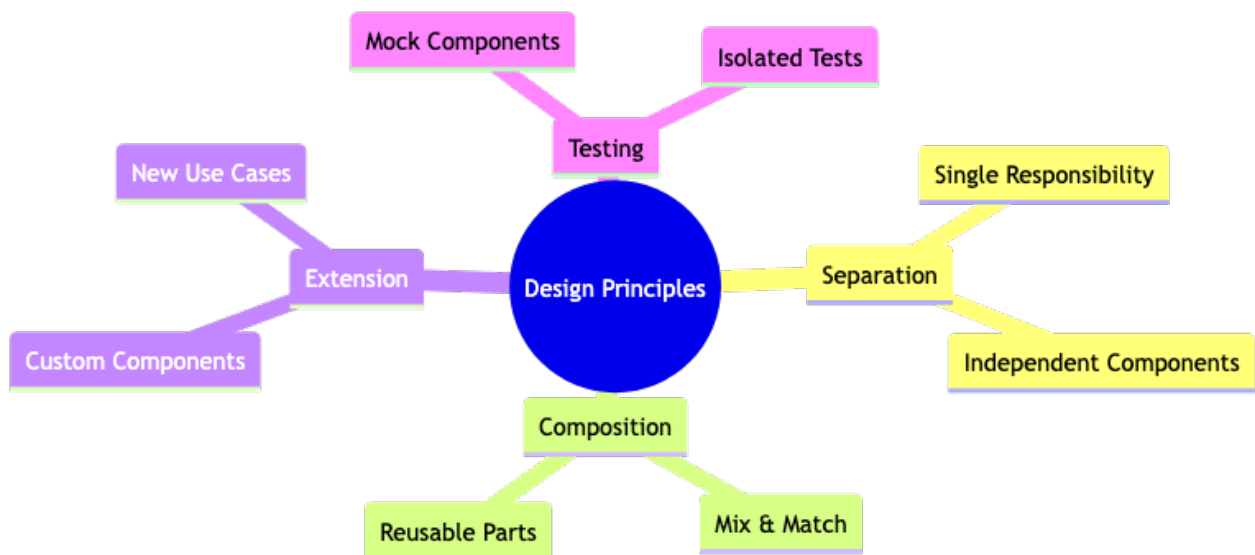 Mock Components
Isolated Tests
Testing
New Use Cases
Single Responsibility
Extension
Design Principles
Separation
Custom Components
Independent Components
Composition
Reusable Parts
Mix & Match